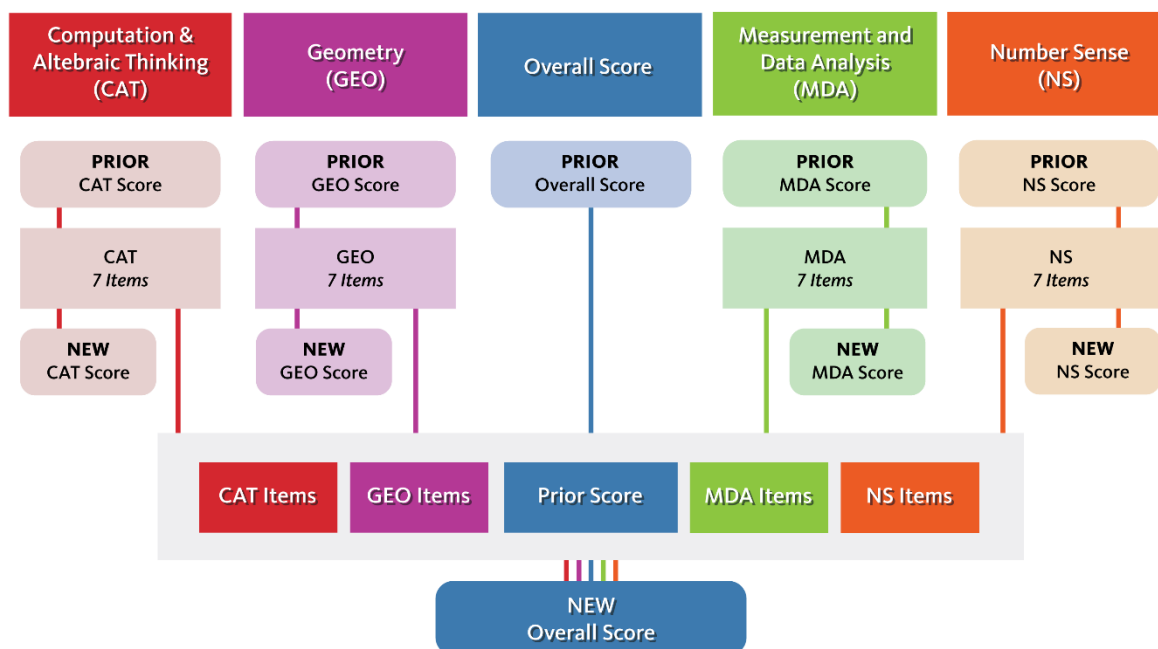 Computation &
Altebraic Thinking
(CAT)
Geometry
(GEO)
Overall Score
Measurement and
Data Analysis
(MDA)
Number Sense
(NS)
PRIOR
CAT Score
PRIOR
GEO Score
PRIOR
Overall Score
PRIOR
MDA Score
PRIOR
NS Score
CAT
7 Items
GEO
7 Items
MDA
7 Items
NS
7 Items
NEW
CAT Score
NEW
GEO Score
NEW
MDA Score
NEW
NS Score
CAT Items
GEO Items
Prior Score
MDA Items
NS Items
NEW
Overall Score